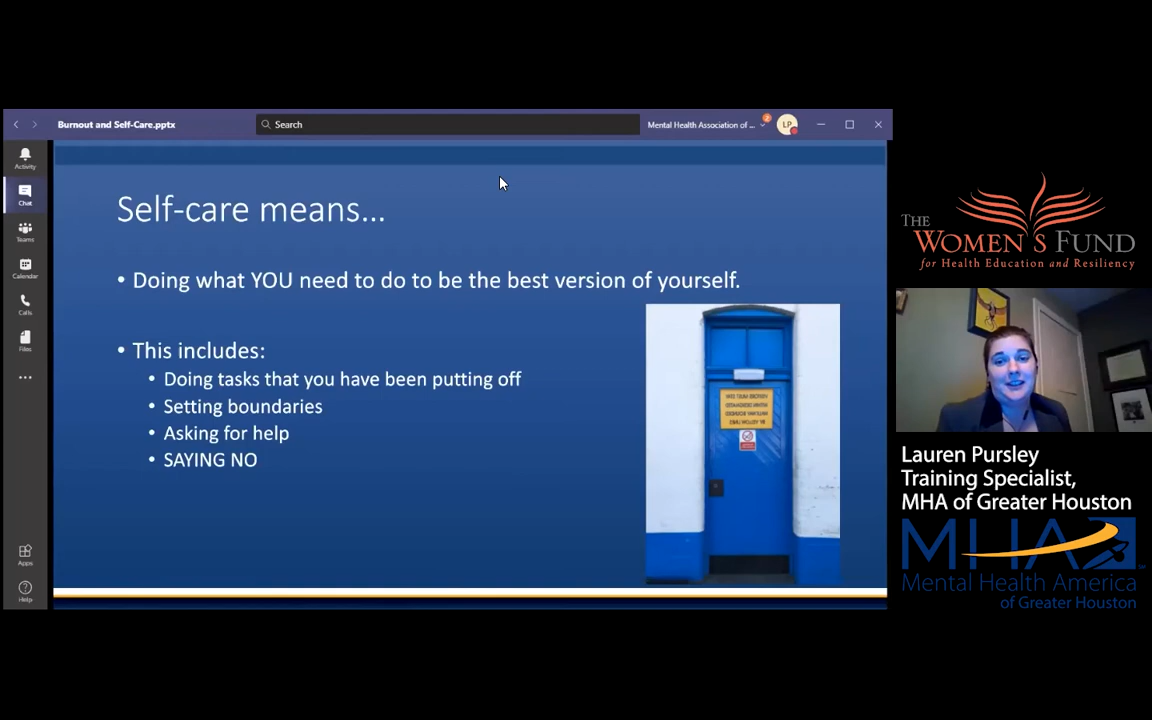 Burnout and Self-Care.pptx
Search
Mental Health Association of ...
2
LP
Activity
Chat
Teams
Calendar
Calls
Files
Apps
Help
Self-care means...
• Doing what YOU need to do to be the best version of yourself.
• This includes:
• Doing tasks that you have been putting off
• Setting boundaries
• Asking for help
• SAYING NO
THE
WOMEN'S FUND
for Health Education and Resiliency
Lauren Pursley
Training Specialist,
MHA of Greater Houston
MHA
Mental Health America
of Greater Houston